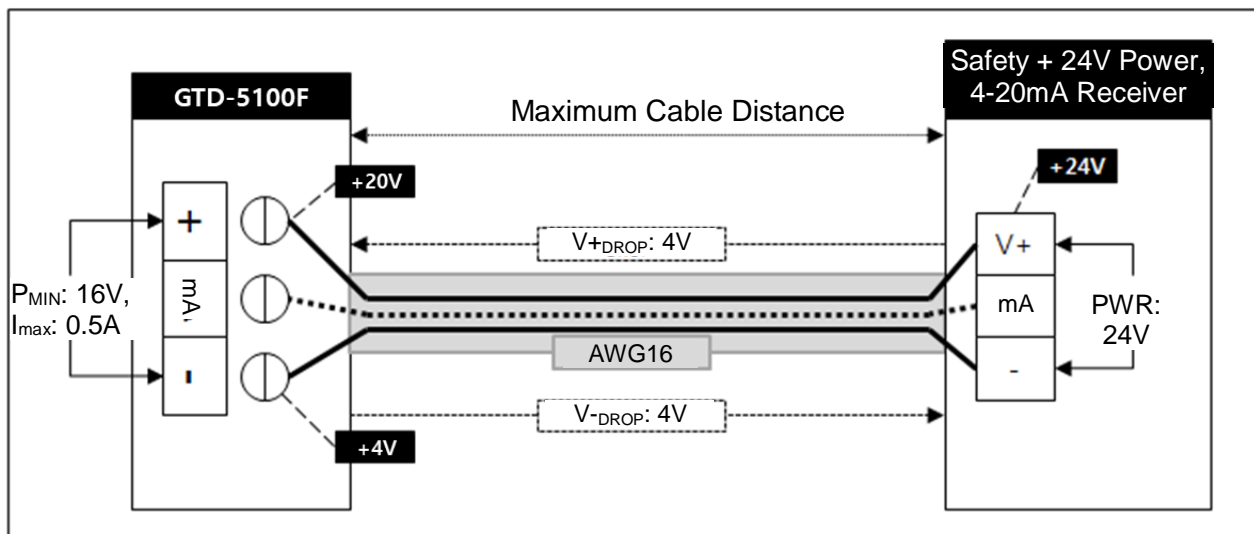 GTD-5100F
Safety + 24V Power,
4-20mA Receiver
Maximum Cable Distance
+20V
+24V
+
V+DROP: 4V
V+
PMIN: 16V,
Imax: 0.5A
mA
mA
PWR:
24V
AWG16
-
-
V-DROP: 4V
+4V